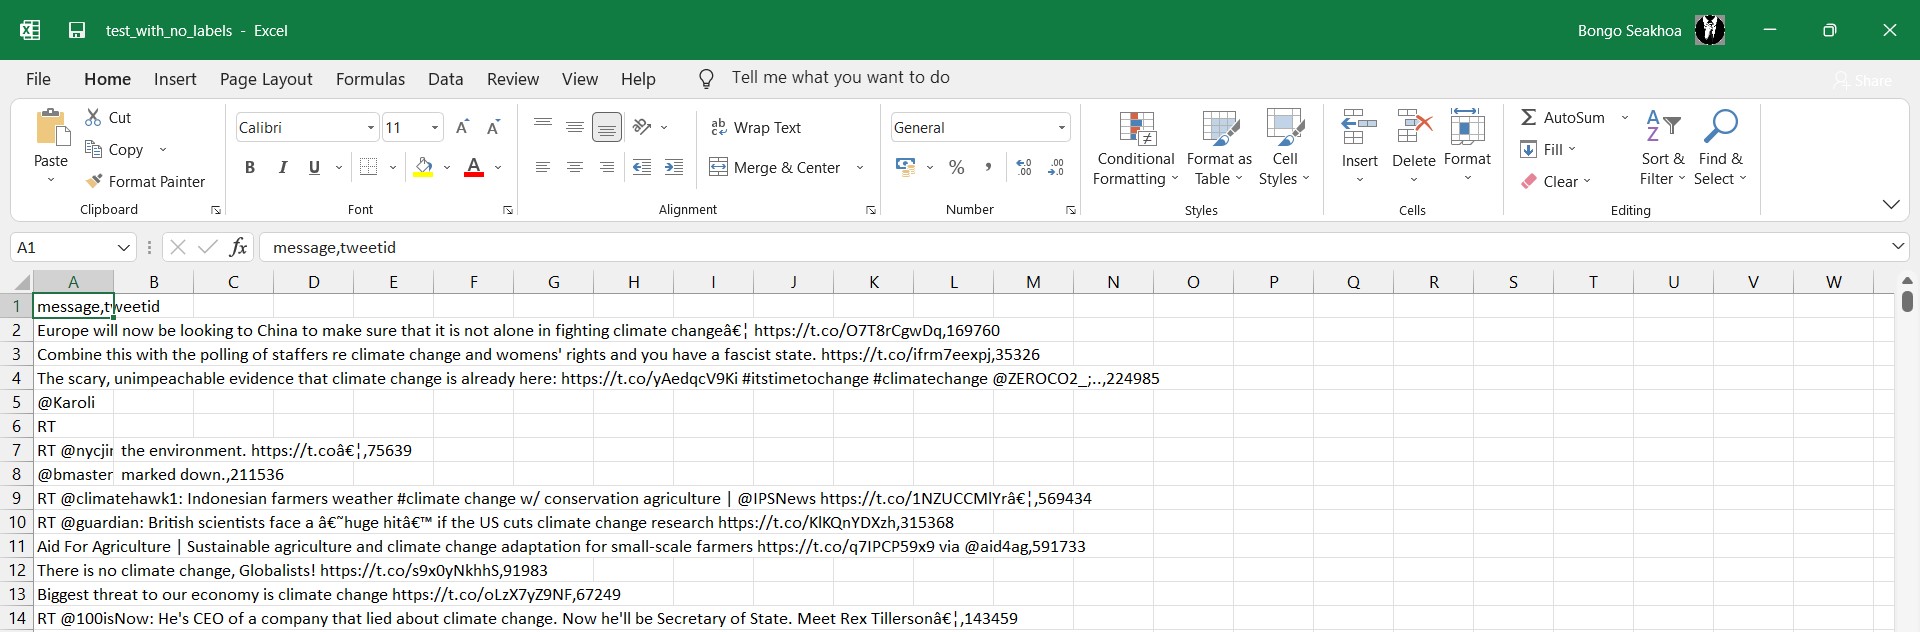 test_with_no_labels - Excel
Bongo Seakhoa
File Home Insert Page Layout Formulas Data Review View Help Tell me what you want to do Share
Paste
Cut
Copy
Format Painter
Clipboard
Calibri 11
B I U A
Font
Wrap Text
Merge & Center
Alignment
General
%
Number
Conditional Formatting
Format as Table
Cell Styles
Styles
Insert
Delete
Format
Cells
AutoSum
Fill
Clear
Sort & Filter
Find & Select
Editing
A1 fx message,tweetid
A B C D E F G H I J K L M N O P Q R S T U V W
1 message,tweetid
2 Europe will now be looking to China to make sure that it is not alone in fighting climate changeâ€¦ https://t.co/O7T8rCgwDq,169760
3 Combine this with the polling of staffers re climate change and womens' rights and you have a fascist state. https://t.co/ifrm7eexpj,35326
4 The scary, unimpeachable evidence that climate change is already here: https://t.co/yAedqcV9Ki #itstimetochange #climatechange @ZEROCO2_;..,224985
5 @Karoli
6 RT
7 RT @nycjir the environment. https://t.coâ€¦,75639
8 @bmaster marked down.,211536
9 RT @climatehawk1: Indonesian farmers weather #climate change w/ conservation agriculture | @IPSNews https://t.co/1NZUCCMlYrâ€¦,569434
10 RT @guardian: British scientists face a â€˜huge hitâ€™ if the US cuts climate change research https://t.co/KlKQnYDXzh,315368
11 Aid For Agriculture | Sustainable agriculture and climate change adaptation for small-scale farmers https://t.co/q7IPCP59x9 via @aid4ag,591733
12 There is no climate change, Globalists! https://t.co/s9x0yNkhhS,91983
13 Biggest threat to our economy is climate change https://t.co/oLzX7yZ9NF,67249
14 RT @100isNow: He's CEO of a company that lied about climate change. Now he'll be Secretary of State. Meet Rex Tillersonâ€¦,143459